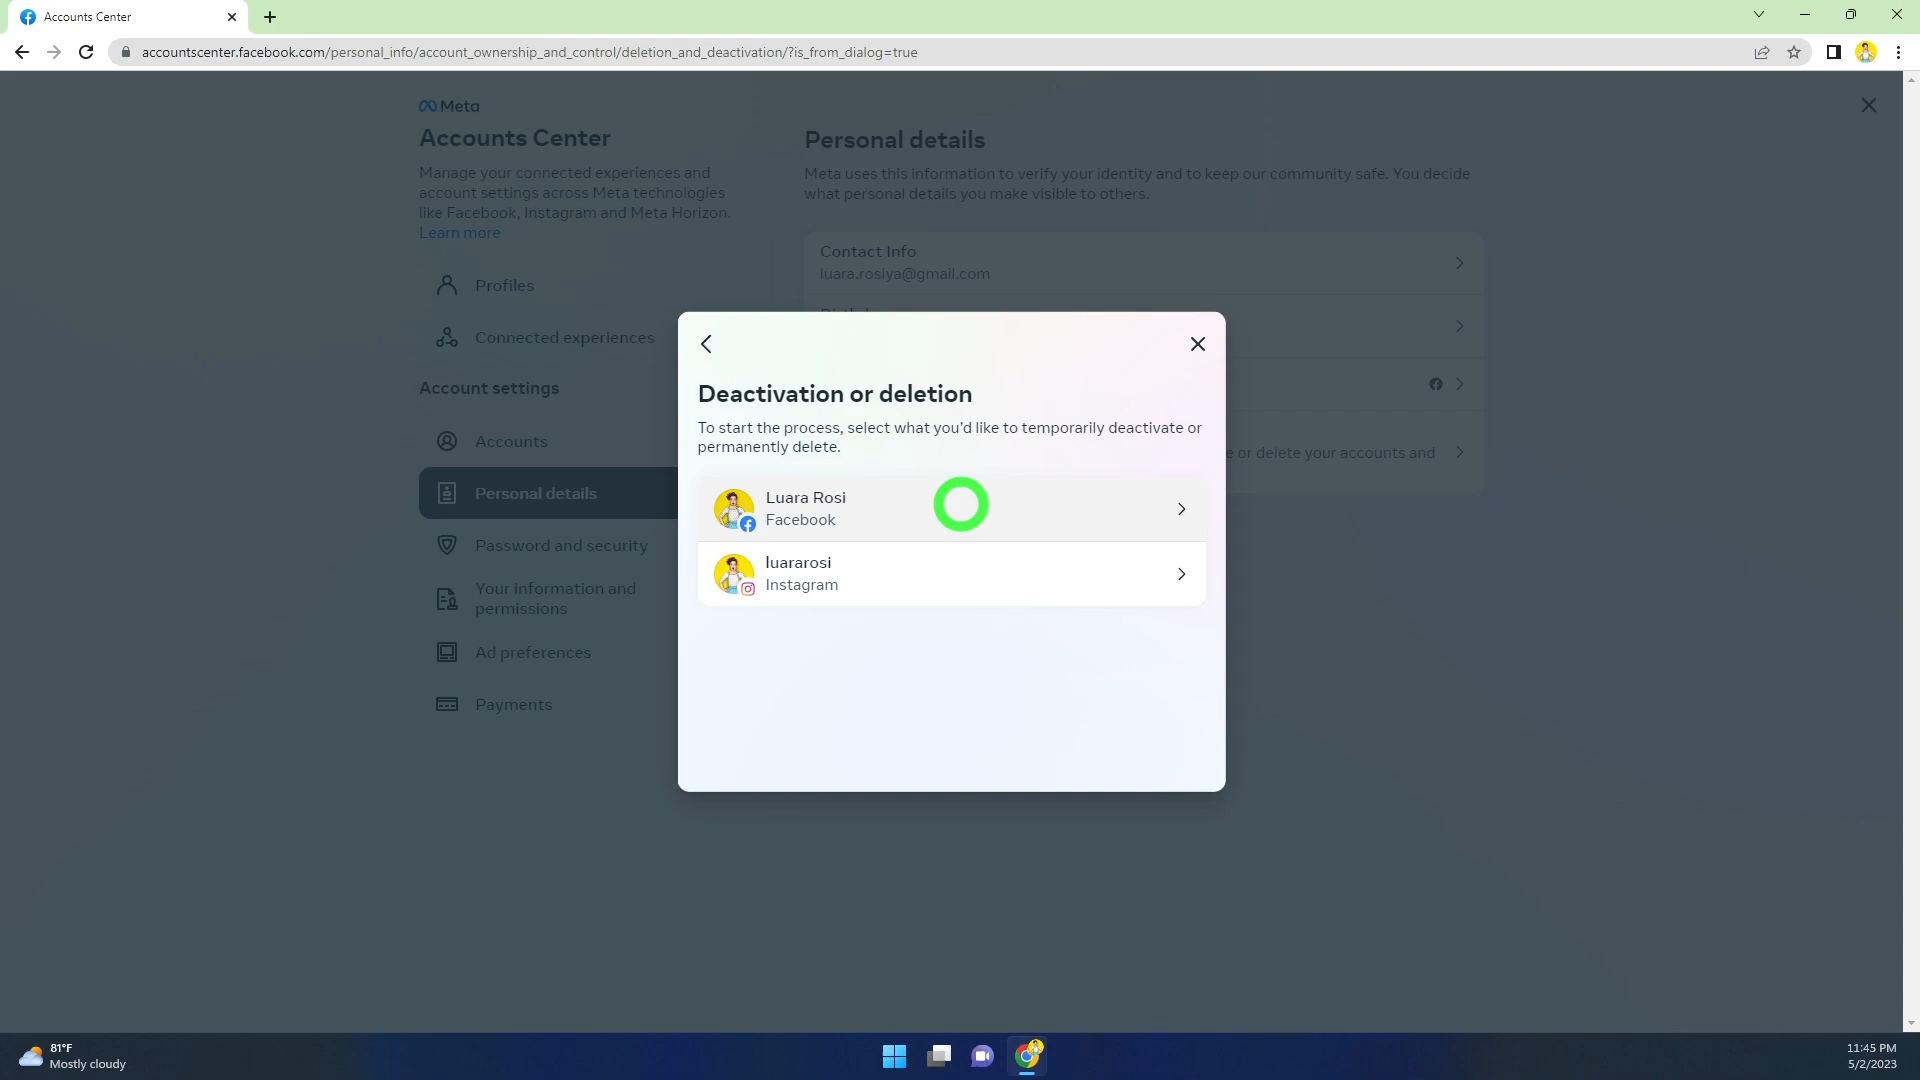 Accounts Center
accountscenter.facebook.com/personal_info/account_ownership_and_control/deletion_and_deactivation/?is_from_dialog=true
Meta
Accounts Center
Manage your connected experiences and
account settings across Meta technologies
like Facebook, Instagram and Meta Horizon.
Learn more
Profiles
Connected experiences
Account settings
Accounts
Personal details
Password and security
Your information and
permissions
Ad preferences
Payments
Personal details
Meta uses this information to verify your identity and to keep our community safe. You decide
what personal details you make visible to others.
Contact Info
luara.rosiya@gmail.com
or delete your accounts and
Deactivation or deletion
To start the process, select what you’d like to temporarily deactivate or
permanently delete.
Luara Rosi
Facebook
luararosi
Instagram
81°F
Mostly cloudy
11:45 PM
5/2/2023